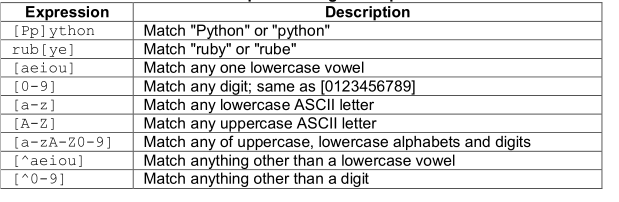 Expression Description
[Pp]ython Match "Python" or "python"
rub[ye] Match "ruby" or "rube"
[aeiou] Match any one lowercase vowel
[0-9] Match any digit; same as [0123456789]
[a-z] Match any lowercase ASCII letter
[A-Z] Match any uppercase ASCII letter
[a-zA-Z0-9] Match any of uppercase, lowercase alphabets and digits
[^aeiou] Match anything other than a lowercase vowel
[^0-9] Match anything other than a digit